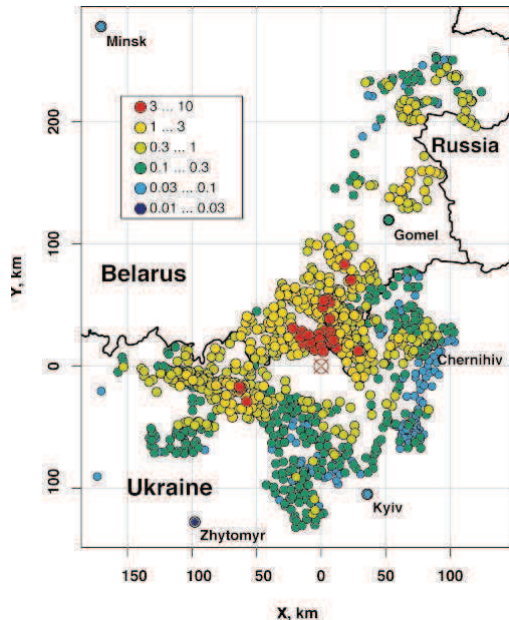 Minsk
3 ... 10
1 ... 3
0.3 ... 1
0.1 ... 0.3
0.03 ... 0.1
0.01 ... 0.03
Russia
Gomel
Belarus
Chernihiv
Ukraine
Kyiv
Zhytomyr
200
100
0
100
Y, km
150
100
50
0
50
100
X, km